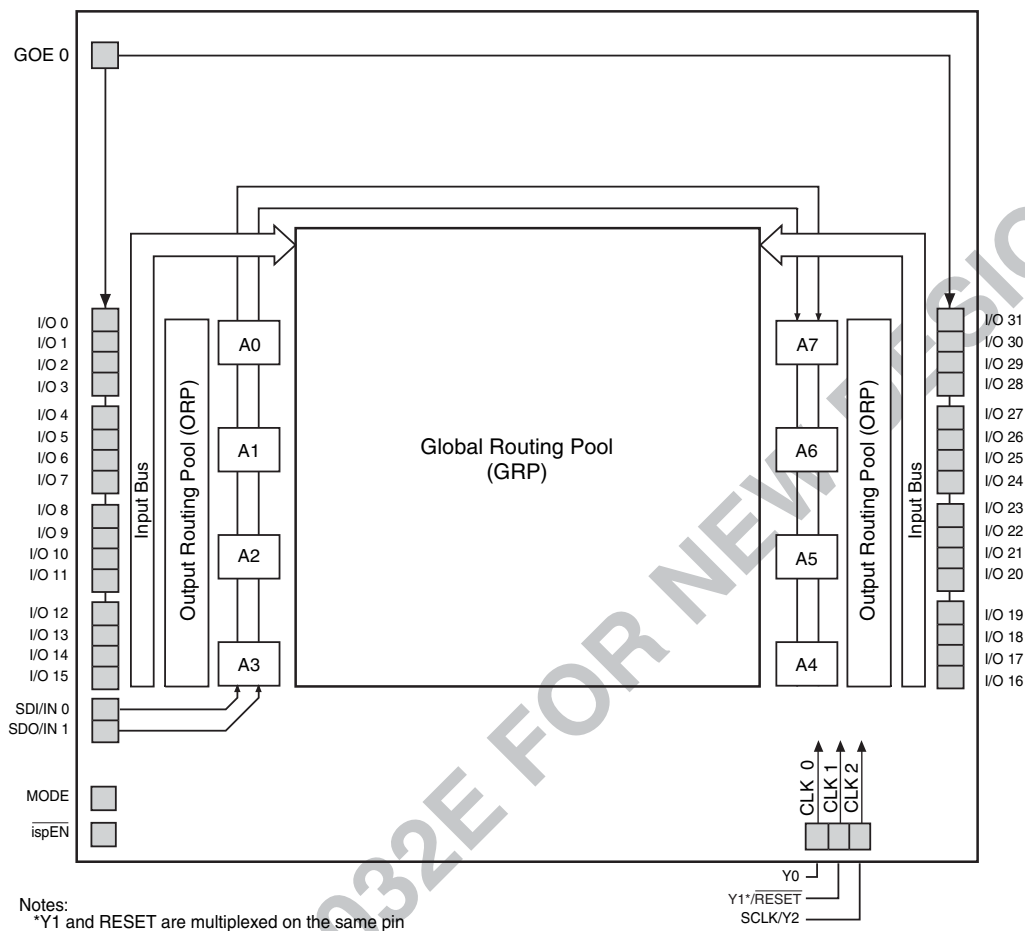 GOE 0
I/O 0
I/O 1
I/O 2
I/O 3
I/O 4
I/O 5
I/O 6
I/O 7
I/O 8
I/O 9
I/O 10
I/O 11
I/O 12
I/O 13
I/O 14
I/O 15
SDI/IN 0
SDO/IN 1
MODE
ispEN
Input Bus
Output Routing Pool (ORP)
A0
A1
A2
A3
Global Routing Pool
(GRP)
A7
A6
A5
A4
Output Routing Pool (ORP)
Input Bus
I/O 31
I/O 30
I/O 29
I/O 28
I/O 27
I/O 26
I/O 25
I/O 24
I/O 23
I/O 22
I/O 21
I/O 20
I/O 19
I/O 18
I/O 17
I/O 16
CLK 0
CLK 1
CLK 2
Y0
Y1*/RESET
SCLK/Y2
Notes:
*Y1 and RESET are multiplexed on the same pin
032E FOR NEW DESIG